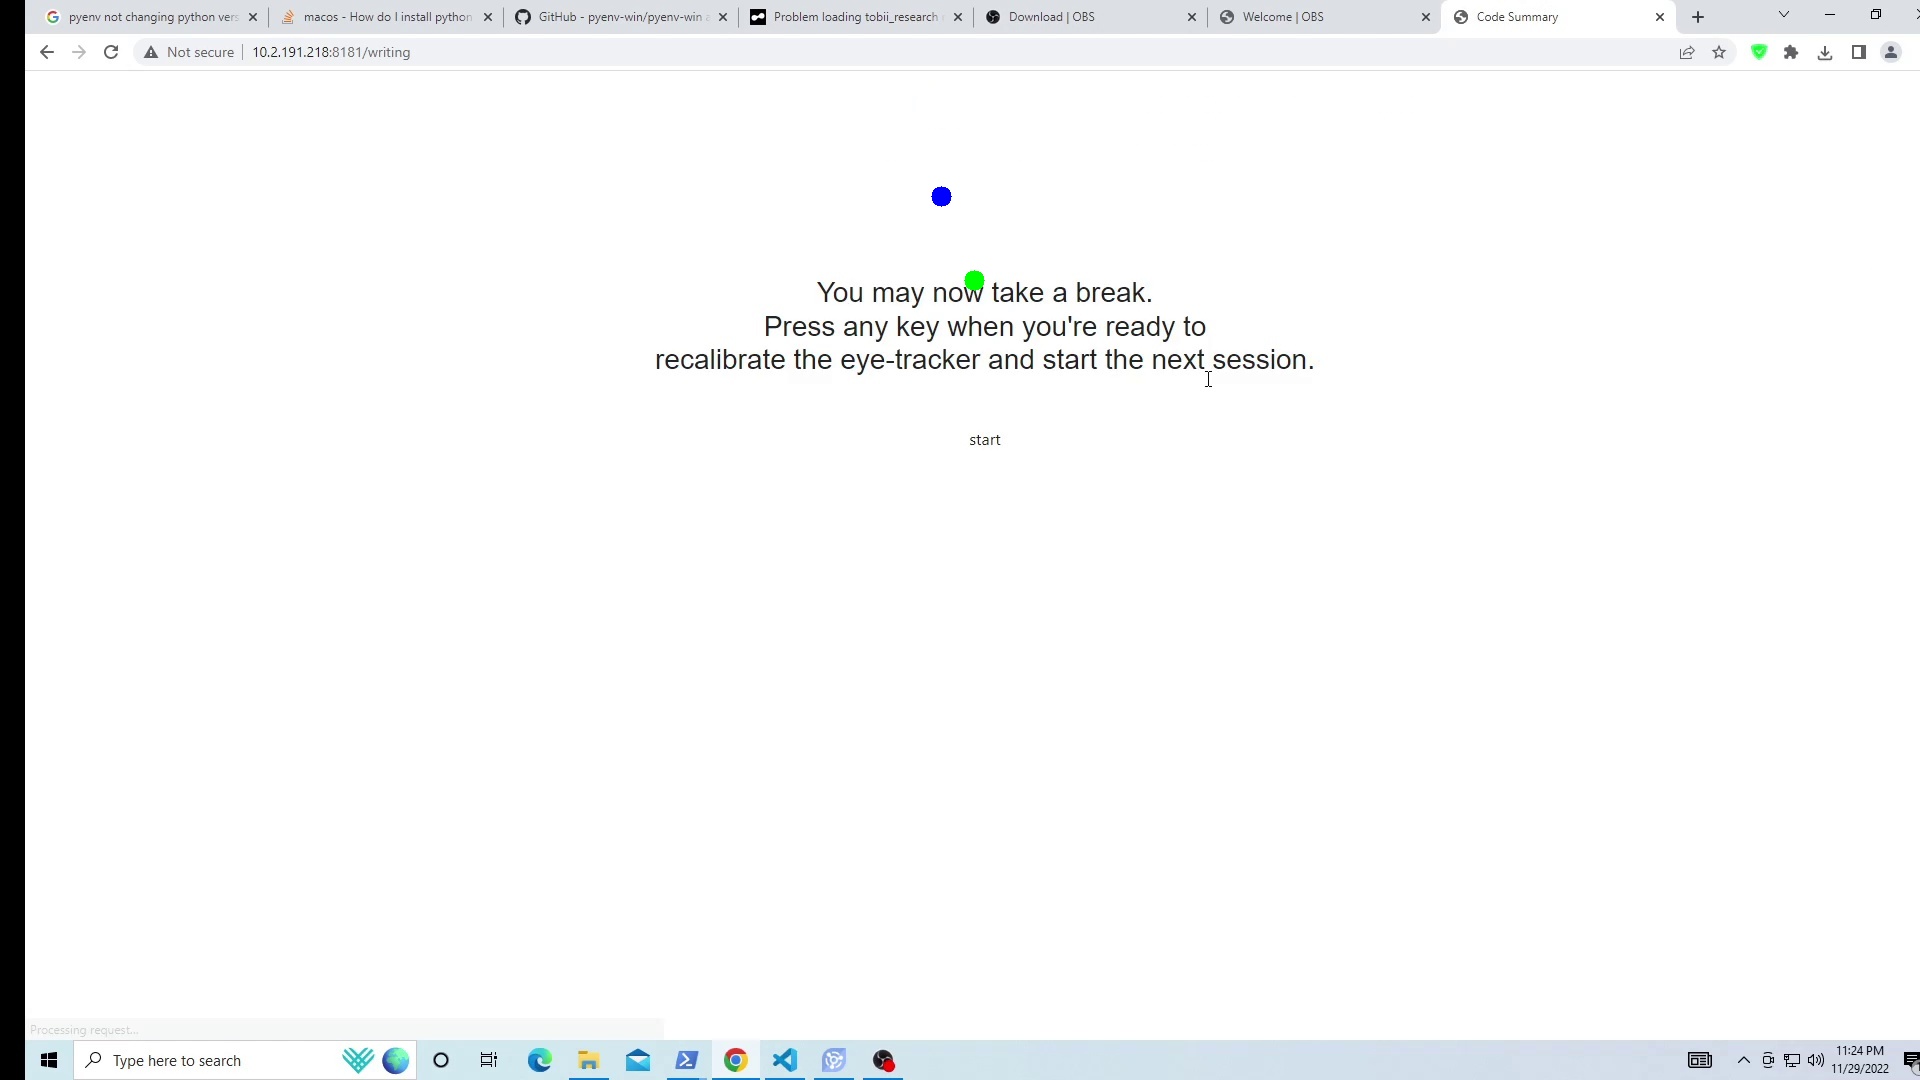 pyenv not changing python vers
macos - How do I install python
GitHub - pyenv-win/pyenv-win
Problem loading tobii_research
Download | OBS
Welcome | OBS
Code Summary
Not secure
10.2.191.218:8181/writing
You may now take a break.
Press any key when you're ready to
recalibrate the eye-tracker and start the next session.
start
Processing request...
Type here to search
11:24 PM
11/29/2022